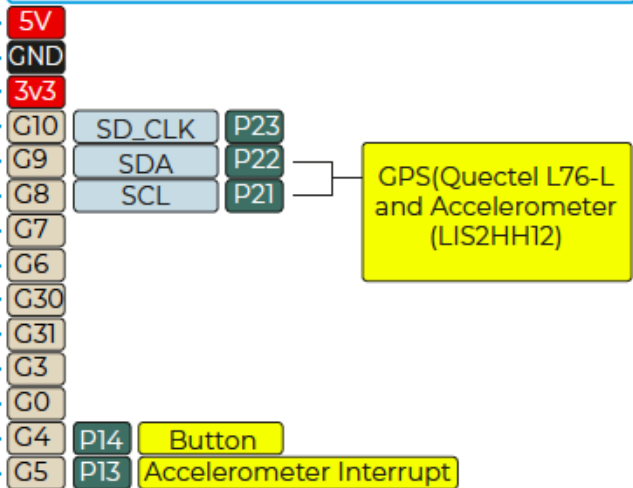 5V
GND
3v3
G10 SD_CLK P23
G9 SDA P22
G8 SCL P21
GPS(Quectel L76-L
and Accelerometer
(LIS2HH12)
G7
G6
G30
G31
G3
G0
G4 P14 Button
G5 P13 Accelerometer Interrupt